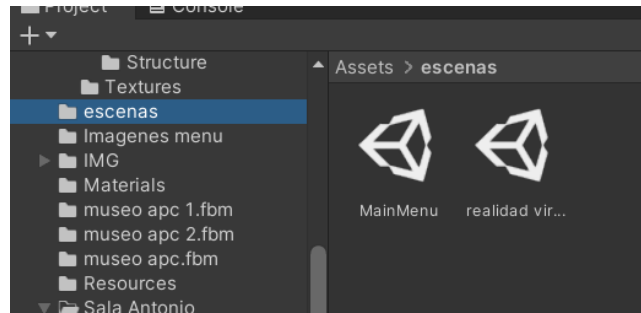 Project
Console
Structure
Textures
escenas
Imagenes menu
IMG
Materials
museo apc 1.fbm
museo apc 2.fbm
museo apc.fbm
Resources
Sala Antonio
Assets > escenas
MainMenu
realidad vir...